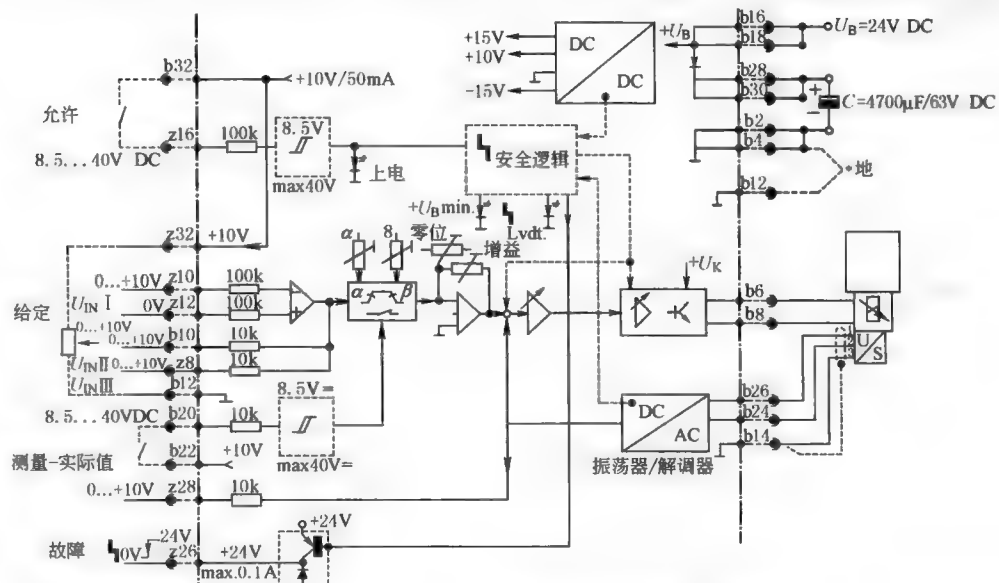 b16
U_B=24V DC
+15V
DC
+U_B
b18
+10V
b32
+10V/50mA
DC
b28
-15V
b30
+
−
C=4700μF/63V DC
允许
8.5V
b2
z16
100k
安全逻辑
b4
8.5...40V DC
max40V
上电
*地
b12
+U_B min.
Lvdt.
z32
+10V
α
8
零位
增益
z10
100k
0...+10V
+U_K
U_IN I
0V
z12
100k
α
β
b6
给定
0...+10V
0...+10V
b10
10k
b8
1
2
3
U
S
U_IN II
0...+10V
z8
10k
U_IN III
b12
8.5V=
b26
8.5...40VDC
b20
10k
DC
b24
AC
b14
b22
+10V
max40V=
振荡器/解调器
测量-实际值
0...+10V
z28
10k
+24V
故障
24V
0V
z26
+24V
max.0.1A